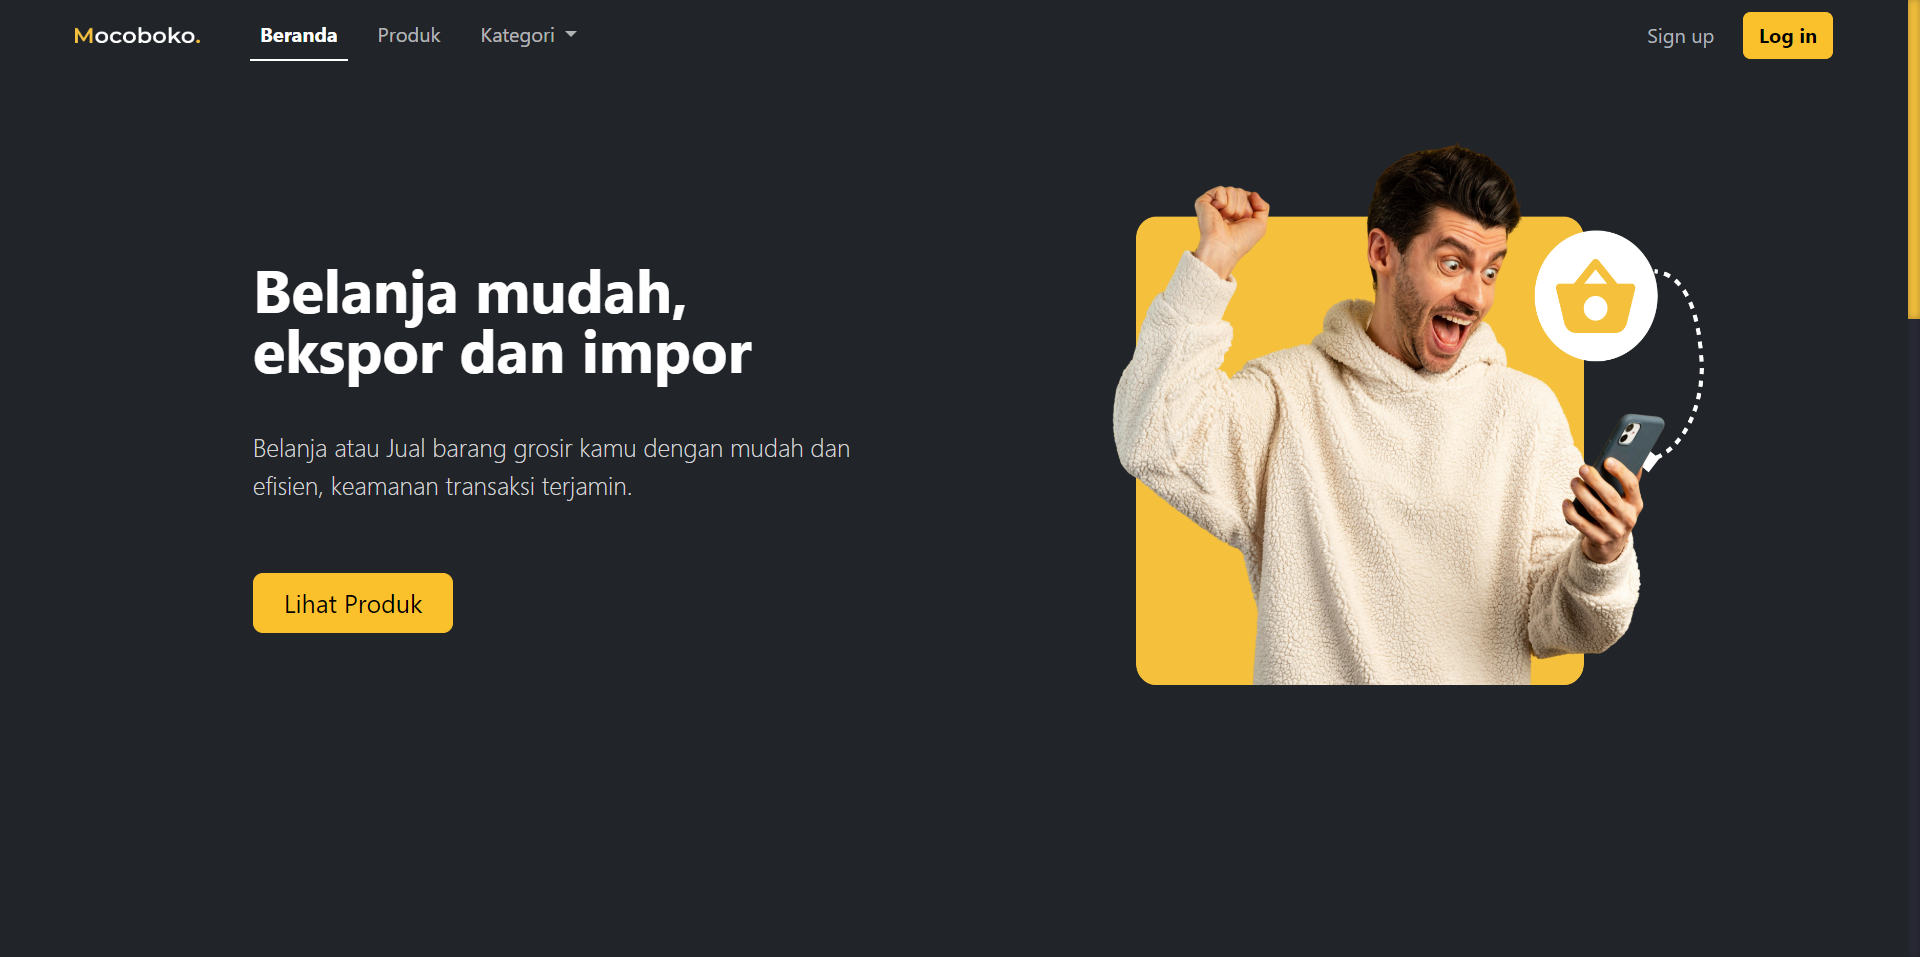 Mocoboko.
Beranda
Produk
Kategori
Sign up
Log in
Belanja mudah,
ekspor dan impor
Belanja atau Jual barang grosir kamu dengan mudah dan
efisien, keamanan transaksi terjamin.
Lihat Produk